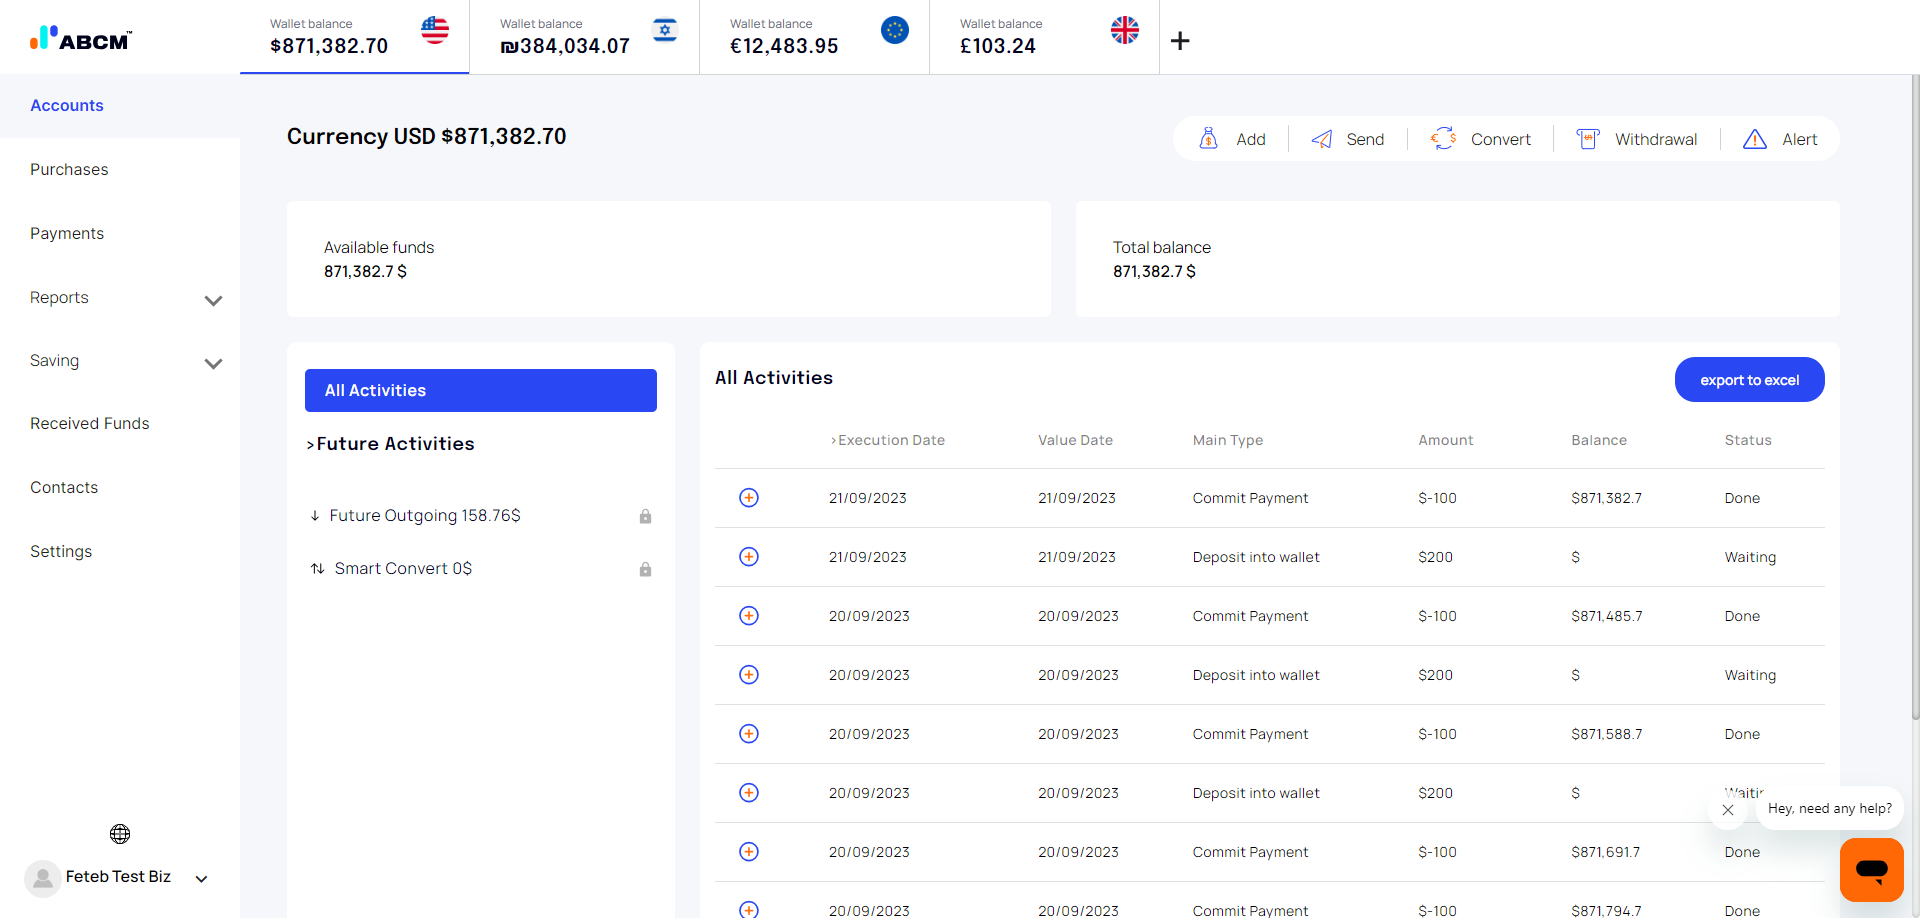 ABCM™
Wallet balance
$871,382.70
Wallet balance
₪384,034.07
Wallet balance
€12,483.95
Wallet balance
£103.24
+
Accounts
Purchases
Payments
Reports
Saving
Received Funds
Contacts
Settings
Feteb Test Biz
Currency USD $871,382.70
Add
Send
Convert
Withdrawal
Alert
Available funds
871,382.7 $
Total balance
871,382.7 $
All Activities
>Future Activities
Future Outgoing 158.76$
Smart Convert 0$
All Activities
export to excel
>Execution Date Value Date Main Type Amount Balance Status
21/09/2023 21/09/2023 Commit Payment $-100 $871,382.7 Done
21/09/2023 21/09/2023 Deposit into wallet $200 $ Waiting
20/09/2023 20/09/2023 Commit Payment $-100 $871,485.7 Done
20/09/2023 20/09/2023 Deposit into wallet $200 $ Waiting
20/09/2023 20/09/2023 Commit Payment $-100 $871,588.7 Done
20/09/2023 20/09/2023 Deposit into wallet $200 $
Hey, need any help?
20/09/2023 20/09/2023 Commit Payment $-100 $871,691.7 Done
20/09/2023 20/09/2023 Commit Payment $-100 $871,794.7 Done